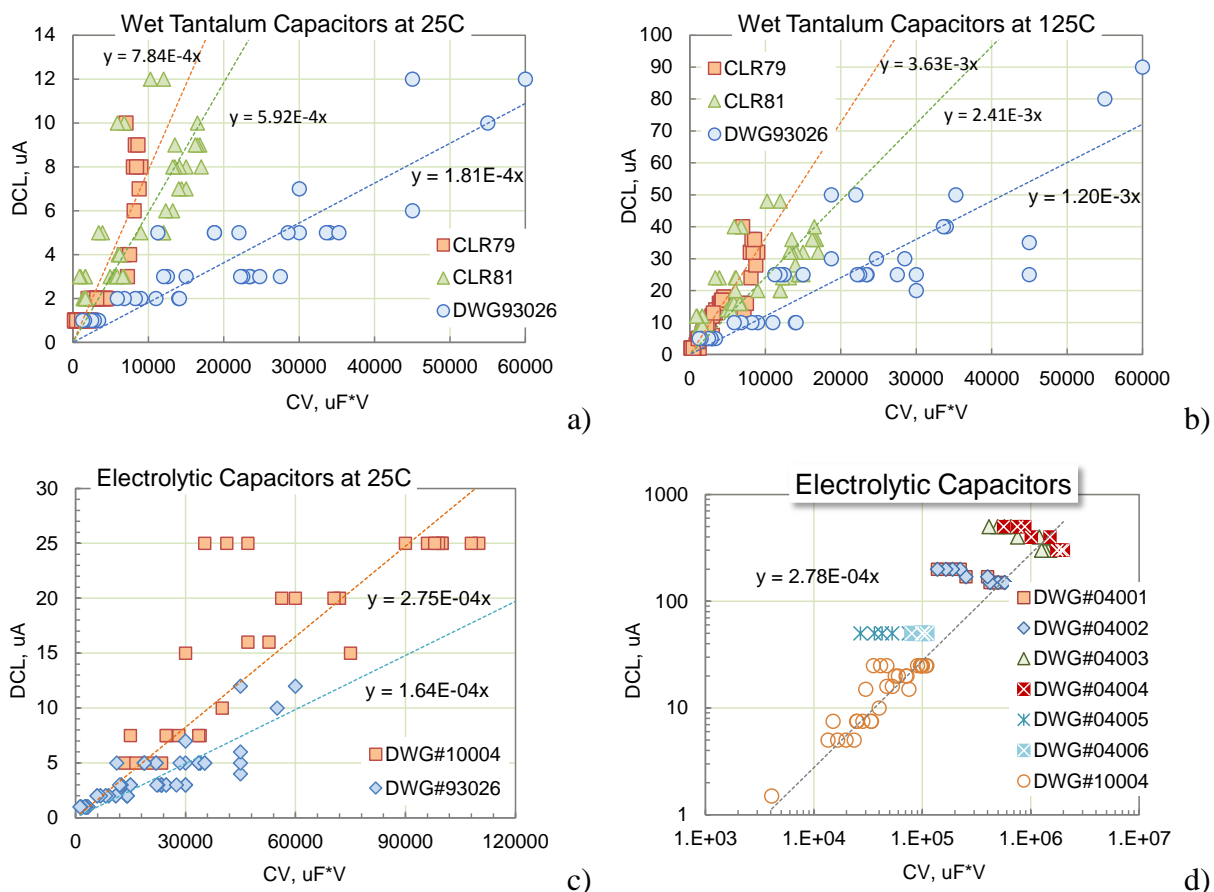 Wet Tantalum Capacitors at 25C
14
12
10
8
6
4
2
0
DCL, uA
y = 7.84E-4x
y = 5.92E-4x
y = 1.81E-4x
CLR79
CLR81
DWG93026
0 10000 20000 30000 40000 50000 60000
CV, uF*V
a)
Wet Tantalum Capacitors at 125C
100
90
80
70
60
50
40
30
20
10
0
DCL, uA
CLR79
CLR81
DWG93026
y = 3.63E-3x
y = 2.41E-3x
y = 1.20E-3x
0 10000 20000 30000 40000 50000 60000
CV, uF*V
b)
Electrolytic Capacitors at 25C
30
25
20
15
10
5
0
DCL, uA
y = 2.75E-04x
y = 1.64E-04x
DWG#10004
DWG#93026
0 30000 60000 90000 120000
CV, uF*V
c)
Electrolytic Capacitors
1000
100
10
1
DCL, uA
y = 2.78E-04x
DWG#04001
DWG#04002
DWG#04003
DWG#04004
DWG#04005
DWG#04006
DWG#10004
1.E+03 1.E+04 1.E+05 1.E+06 1.E+07
CV, uF*V
d)